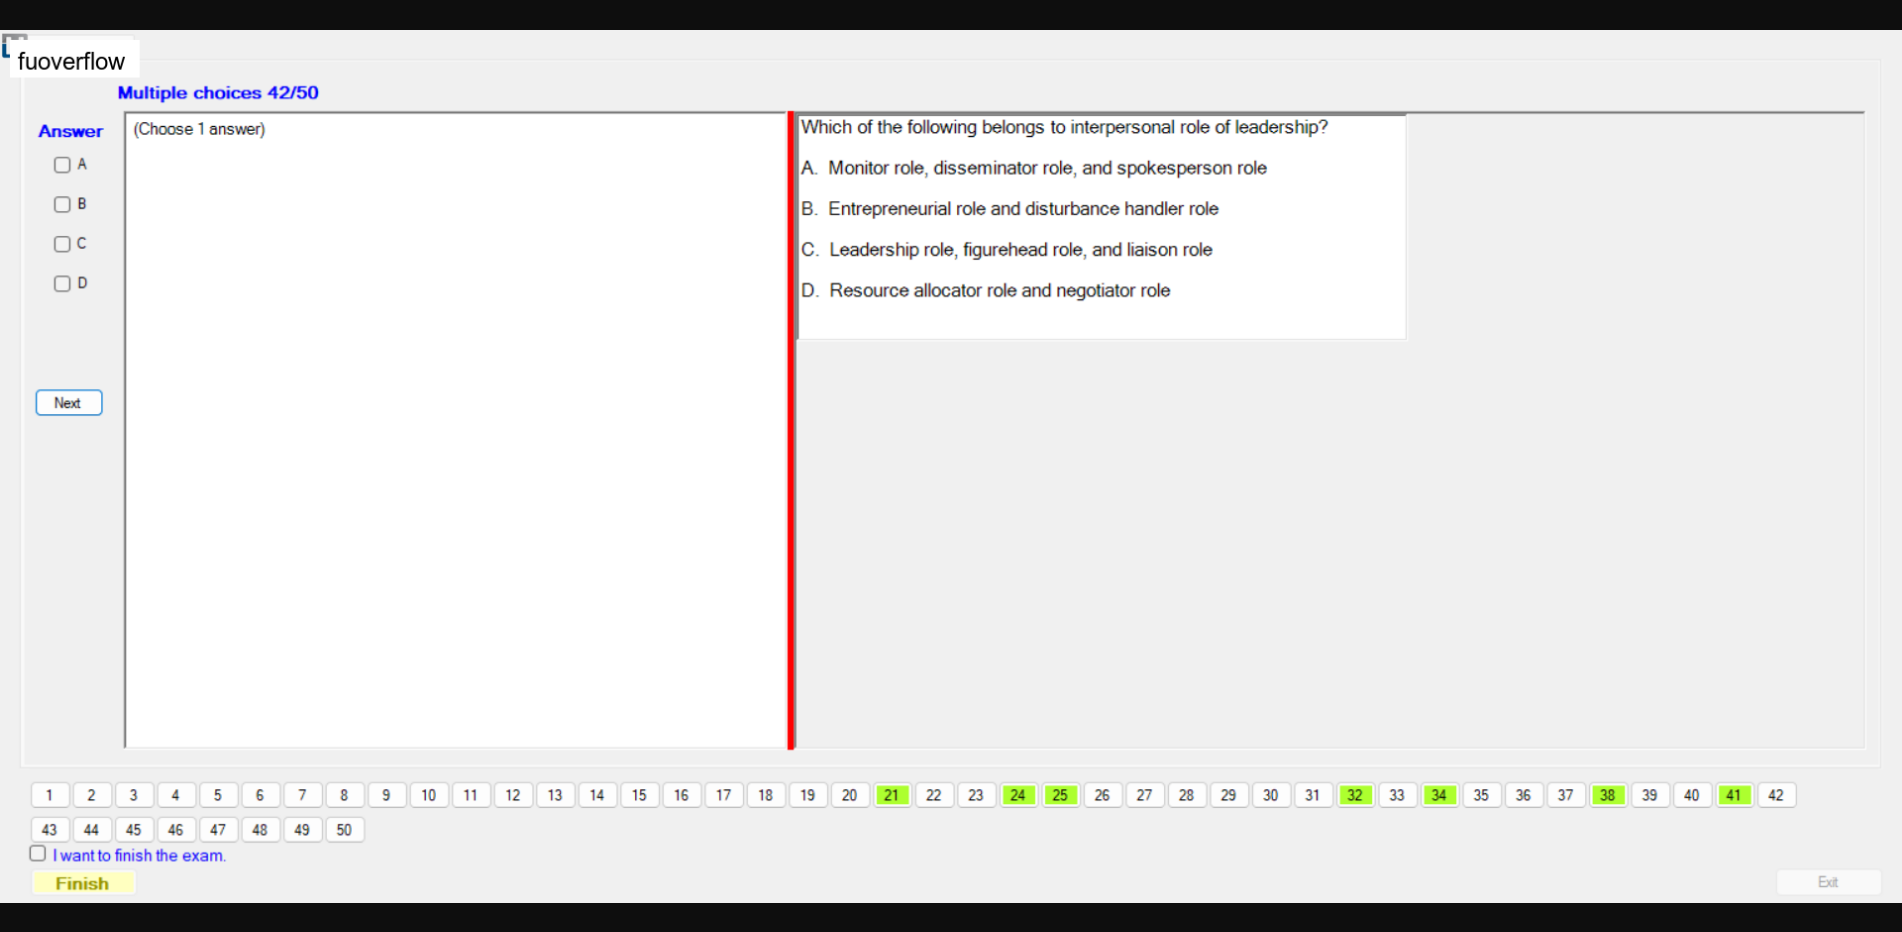 fuoverflow
Multiple choices 42/50
Answer
(Choose 1 answer)
A
B
C
D
Next
Which of the following belongs to interpersonal role of leadership?
A. Monitor role, disseminator role, and spokesperson role
B. Entrepreneurial role and disturbance handler role
C. Leadership role, figurehead role, and liaison role
D. Resource allocator role and negotiator role
1 2 3 4 5 6 7 8 9 10 11 12 13 14 15 16 17 18 19 20 21 22 23 24 25 26 27 28 29 30 31 32 33 34 35 36 37 38 39 40 41 42
43 44 45 46 47 48 49 50
I want to finish the exam.
Finish
Exit